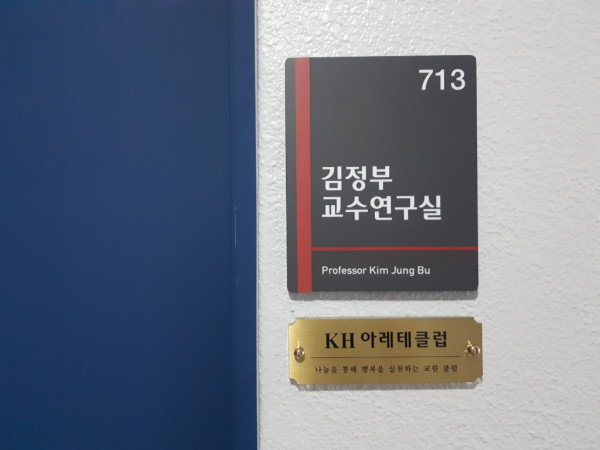 713
김정부
교수연구실
Professor Kim Jung Bu
KH 아레테클럽
나눔을 통해 행복을 실천하는 교원 클럽